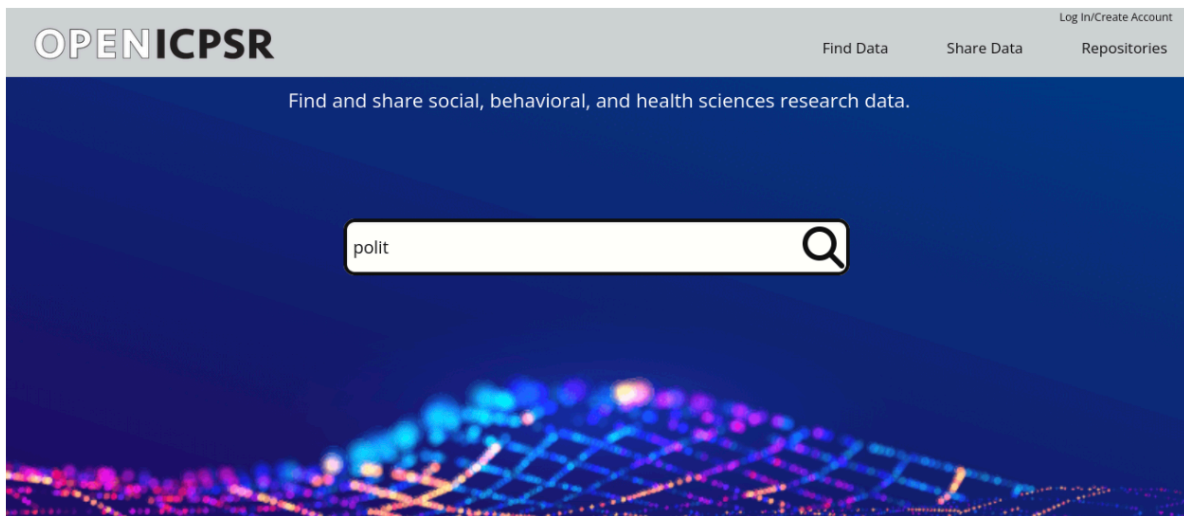 Log In/Create Account
OPENICPSR
Find Data Share Data Repositories
Find and share social, behavioral, and health sciences research data.
polit